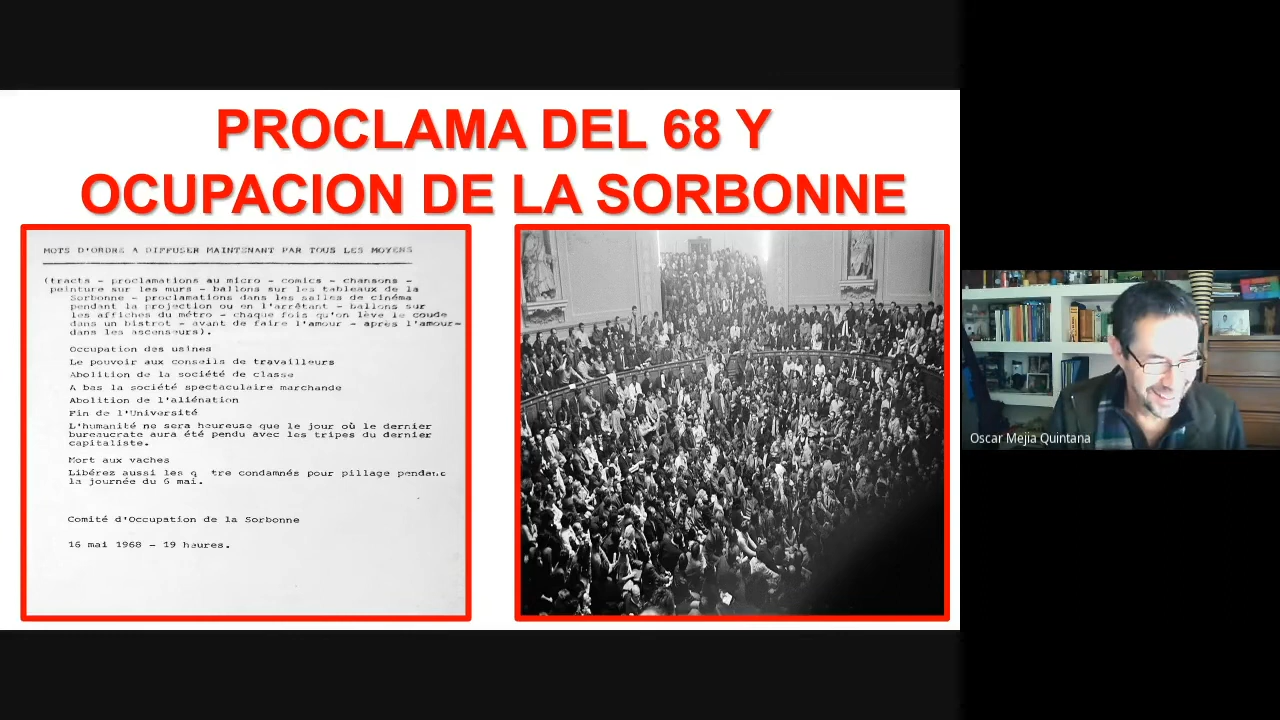 PROCLAMA DEL 68 Y
OCUPACION DE LA SORBONNE
MOTS D'ORDRE A DIFFUSER MAINTENANT PAR TOUS LES MOYENS
(tracts - proclamations au micro - comics - chansons -
peinture sur les murs - ballons sur les tableaux de la
Sorbonne - proclamations dans les salles de cinéma
pendant la projection ou en l'arrêtant - ballons sur
les affiches du métro - chaque fois qu'on lève le coude
dans un bistrot - avant de faire l'amour - après l'amour-
dans les ascenseurs).
Occupation des usines
Le pouvoir aux conseils de travailleurs
Abolition de la société de classe
A bas la société spectaculaire marchande
Abolition de l'aliénation
Fin de l'Université
L'humanité ne sera heureuse que le jour où le dernier
bureaucrate aura été pendu avec les tripes du dernier
capitaliste.
Mort aux vaches
Libérez aussi les q tre condamnés pour pillage pendant
la journée du 6 mai.
Comité d'Occupation de la Sorbonne
16 mai 1968 - 19 heures.
Oscar Mejia Quintana